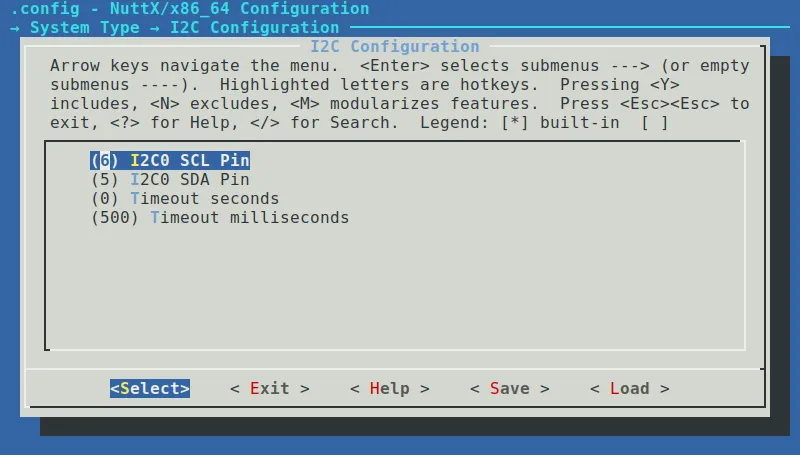 .config - NuttX/x86_64 Configuration
→ System Type → I2C Configuration
I2C Configuration
Arrow keys navigate the menu.  <Enter> selects submenus ---> (or empty
submenus ----).  Highlighted letters are hotkeys.  Pressing <Y>
includes, <N> excludes, <M> modularizes features.  Press <Esc><Esc> to
exit, <?> for Help, </> for Search.  Legend: [*] built-in  [ ]
(6) I2C0 SCL Pin
(5) I2C0 SDA Pin
(0) Timeout seconds
(500) Timeout milliseconds
<Select>    < Exit >    < Help >    < Save >    < Load >